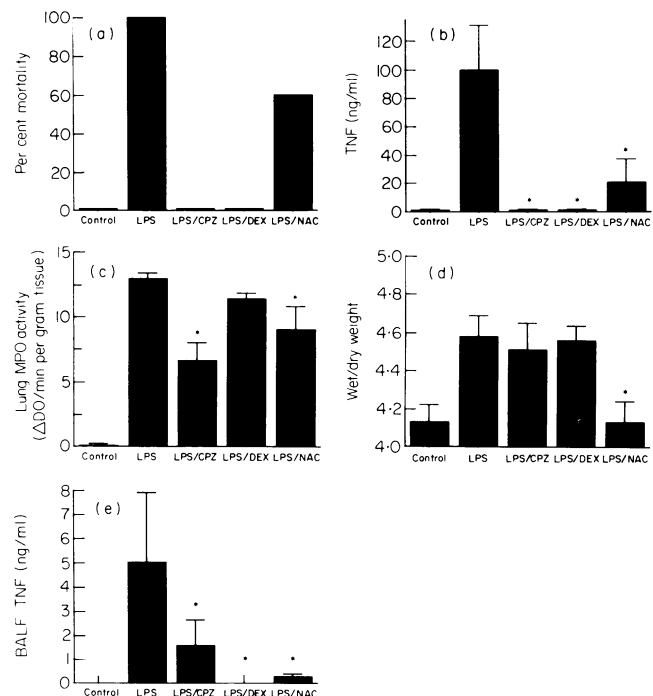 (a)
Per cent mortality
100
80
60
40
20
0
Control LPS LPS/CPZ LPS/DEX LPS/NAC
(b)
TNF (ng/ml)
120
100
80
60
40
20
0
* * *
Control LPS LPS/CPZ LPS/DEX LPS/NAC
(c)
Lung MPO activity
(ΔDO/min per gram tissue)
15
10
5
0
* *
Control LPS LPS/CPZ LPS/DEX LPS/NAC
(d)
Wet/dry weight
5·0
4·8
4·6
4·4
4·2
4·0
*
Control LPS LPS/CPZ LPS/DEX LPS/NAC
(e)
BALF TNF (ng/ml)
8
7
6
5
4
3
2
1
0
* * *
Control LPS LPS/CPZ LPS/DEX LPS/NAC